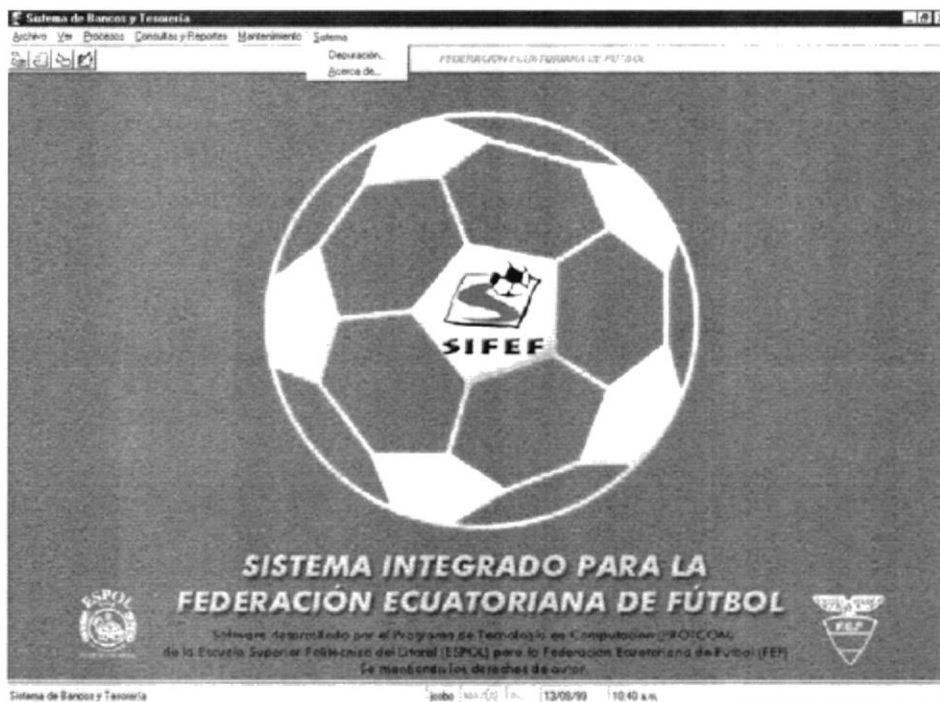 Sistema de Bancos y Tesorería
Archivo Ver Procesos Consultas y Reportes Mantenimiento Sistema
Depuración...
Acerca de...
FEDERACION ECUATORIANA DE FUTBOL
SIFEF
SISTEMA INTEGRADO PARA LA
FEDERACIÓN ECUATORIANA DE FÚTBOL
ESPOL
F.E.F
Software desarrollado por el Programa de Tecnología en Computación (PROTCOM)
de la Escuela Superior Politécnica del Litoral (ESPOL) para la Federación Ecuatoriana de Futbol (FEF)
Se mantienen los derechos de autor.
Sistema de Bancos y Tesorería 13/09/99 10:40 a.m.